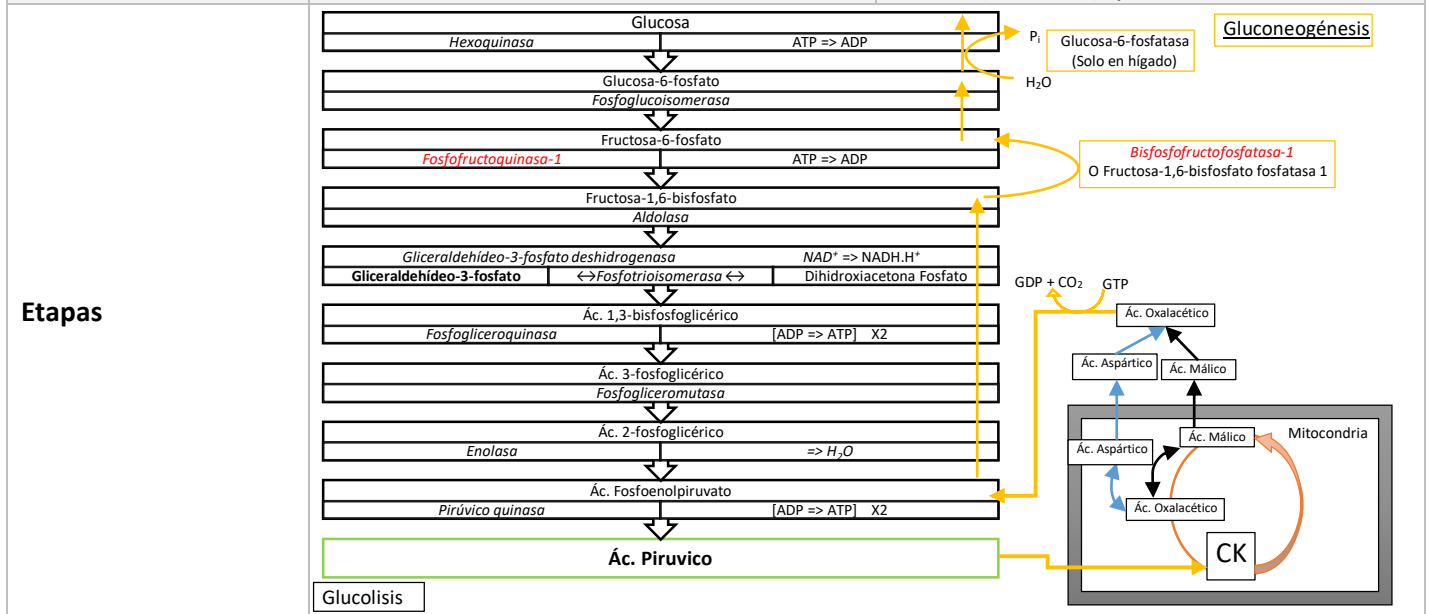 Etapas
Glucosa
Hexoquinasa
ATP => ADP
Glucosa-6-fosfato
Fosfoglucoisomerasa
Fructosa-6-fosfato
Fosfofructoquinasa-1
ATP => ADP
Fructosa-1,6-bisfosfato
Aldolasa
Gliceraldehídeo-3-fosfato deshidrogenasa
NAD⁺ => NADH.H⁺
Gliceraldehídeo-3-fosfato
↔Fosfotrioisomerasa ↔
Dihidroxiacetona Fosfato
Ác. 1,3-bisfosfoglicérico
Fosfogliceroquinasa
[ADP => ATP] X2
Ác. 3-fosfoglicérico
Fosfogliceromutasa
Ác. 2-fosfoglicérico
Enolasa
=> H₂O
Ác. Fosfoenolpiruvato
Pirúvico quinasa
[ADP => ATP] X2
Ác. Piruvico
Glucolisis
Gluconeogénesis
Pᵢ
Glucosa-6-fosfatasa
(Solo en hígado)
H₂O
Bisfosfofructofosfatasa-1
O Fructosa-1,6-bisfosfato fosfatasa 1
GDP + CO₂
GTP
Ác. Oxalacético
Ác. Aspártico
Ác. Málico
Mitocondria
Ác. Málico
Ác. Aspártico
Ác. Oxalacético
CK